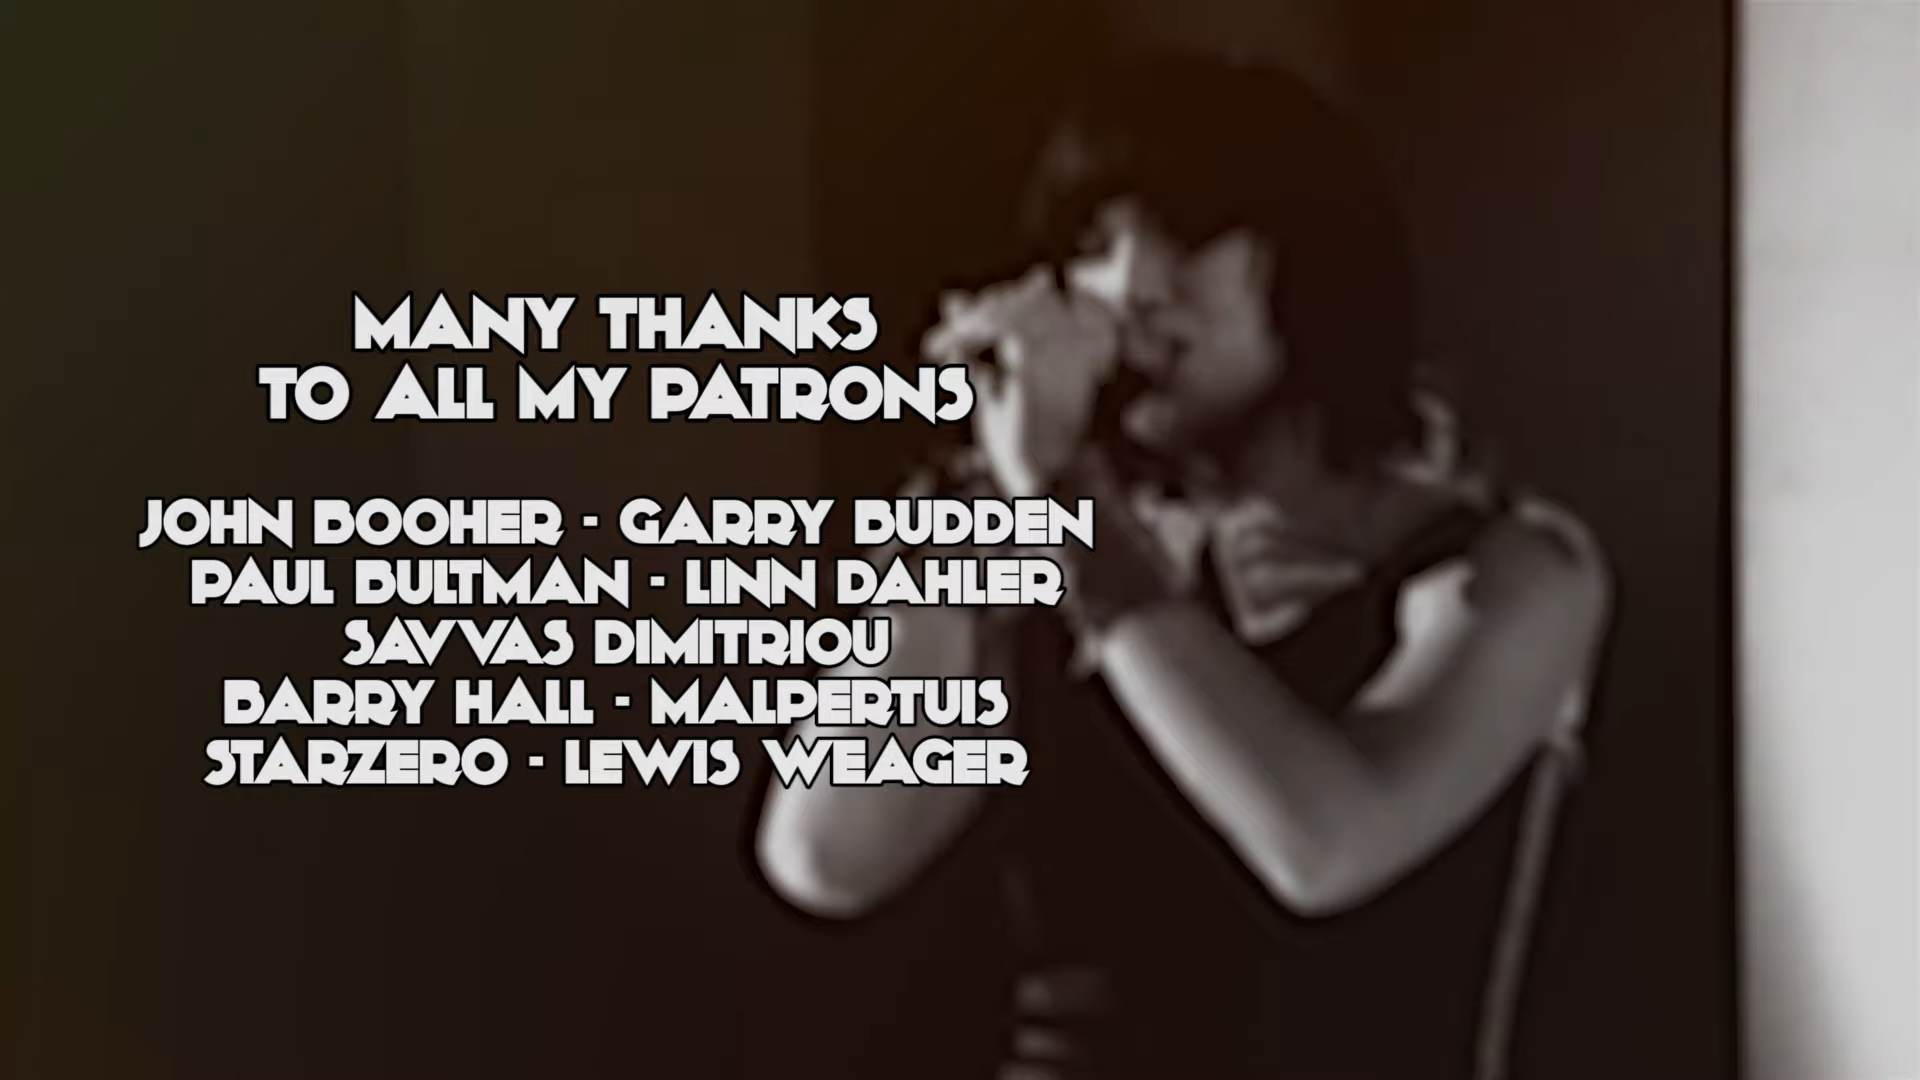 MANY THANKS
TO ALL MY PATRONS
JOHN BOOHER - GARRY BUDDEN
PAUL BULTMAN - LINN DAHLER
SAVVAS DIMITRIOU
BARRY HALL - MALPERTUIS
STARZERO - LEWIS WEAGER